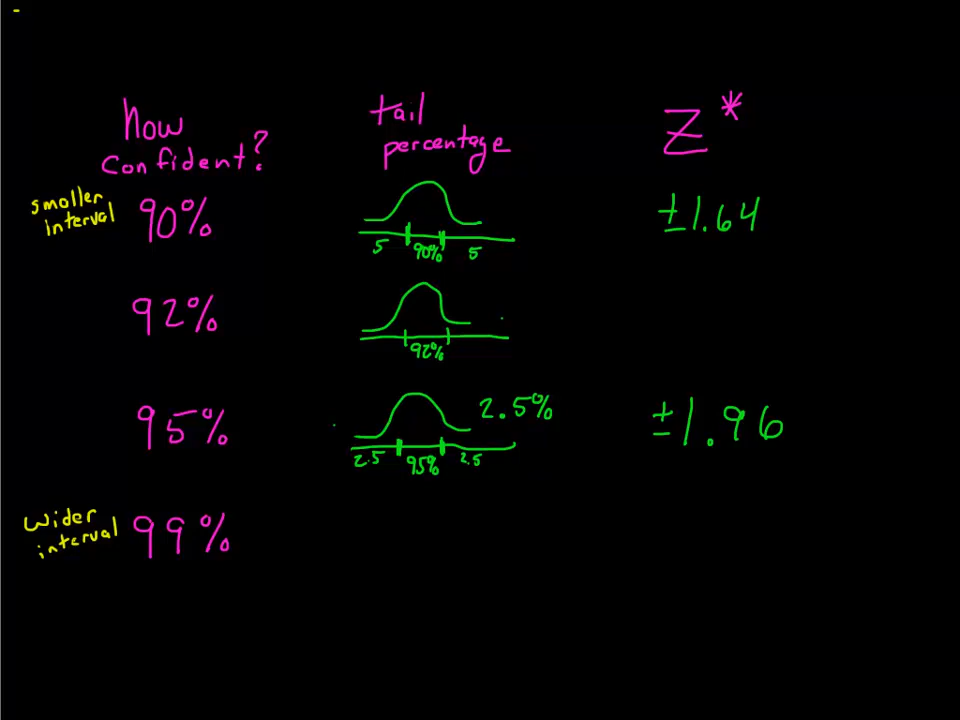 how confident?
tail percentage
Z*
smaller interval
90%
5 90% 5
±1.64
92%
92%
95%
2.5%
2.5 95% 2.5
±1.96
wider interval
99%